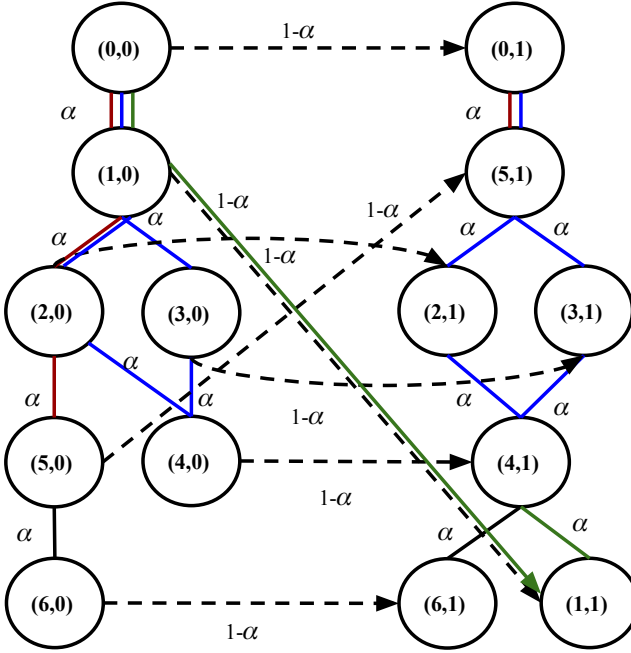 1-α
(0,0)
(0,1)
α
α
(1,0)
(5,1)
1-α
1-α
α
α
α
α
1-α
(2,0)
(3,0)
(2,1)
(3,1)
α
α
α
α
α
1-α
(5,0)
(4,0)
(4,1)
1-α
α
α
α
(6,0)
(6,1)
(1,1)
1-α